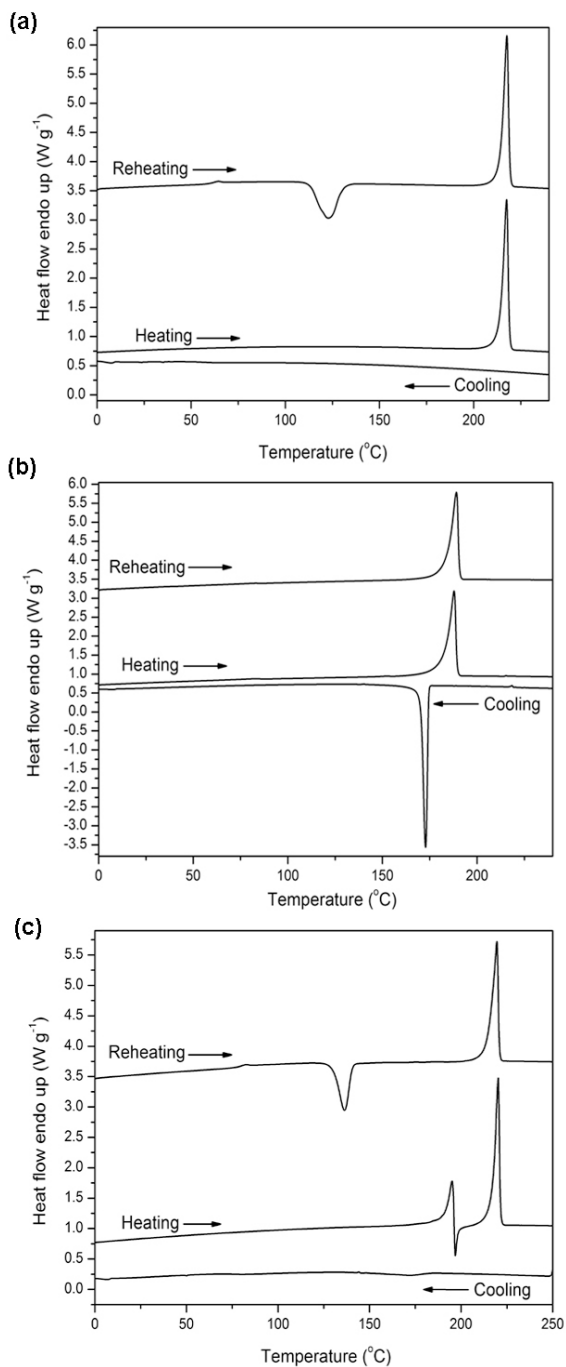 (a)
6.0
5.5
5.0
4.5
4.0
3.5
3.0
2.5
2.0
1.5
1.0
0.5
0.0
Heat flow endo up (W g⁻¹)
Reheating
Heating
Cooling
0 50 100 150 200
Temperature (°C)
(b)
6.0
5.5
5.0
4.5
4.0
3.5
3.0
2.5
2.0
1.5
1.0
0.5
0.0
-0.5
-1.0
-1.5
-2.0
-2.5
-3.0
-3.5
Heat flow endo up (W g⁻¹)
Reheating
Heating
Cooling
0 50 100 150 200
Temperature (°C)
(c)
5.5
5.0
4.5
4.0
3.5
3.0
2.5
2.0
1.5
1.0
0.5
0.0
Heat flow endo up (W g⁻¹)
Reheating
Heating
Cooling
0 50 100 150 200 250
Temperature (°C)